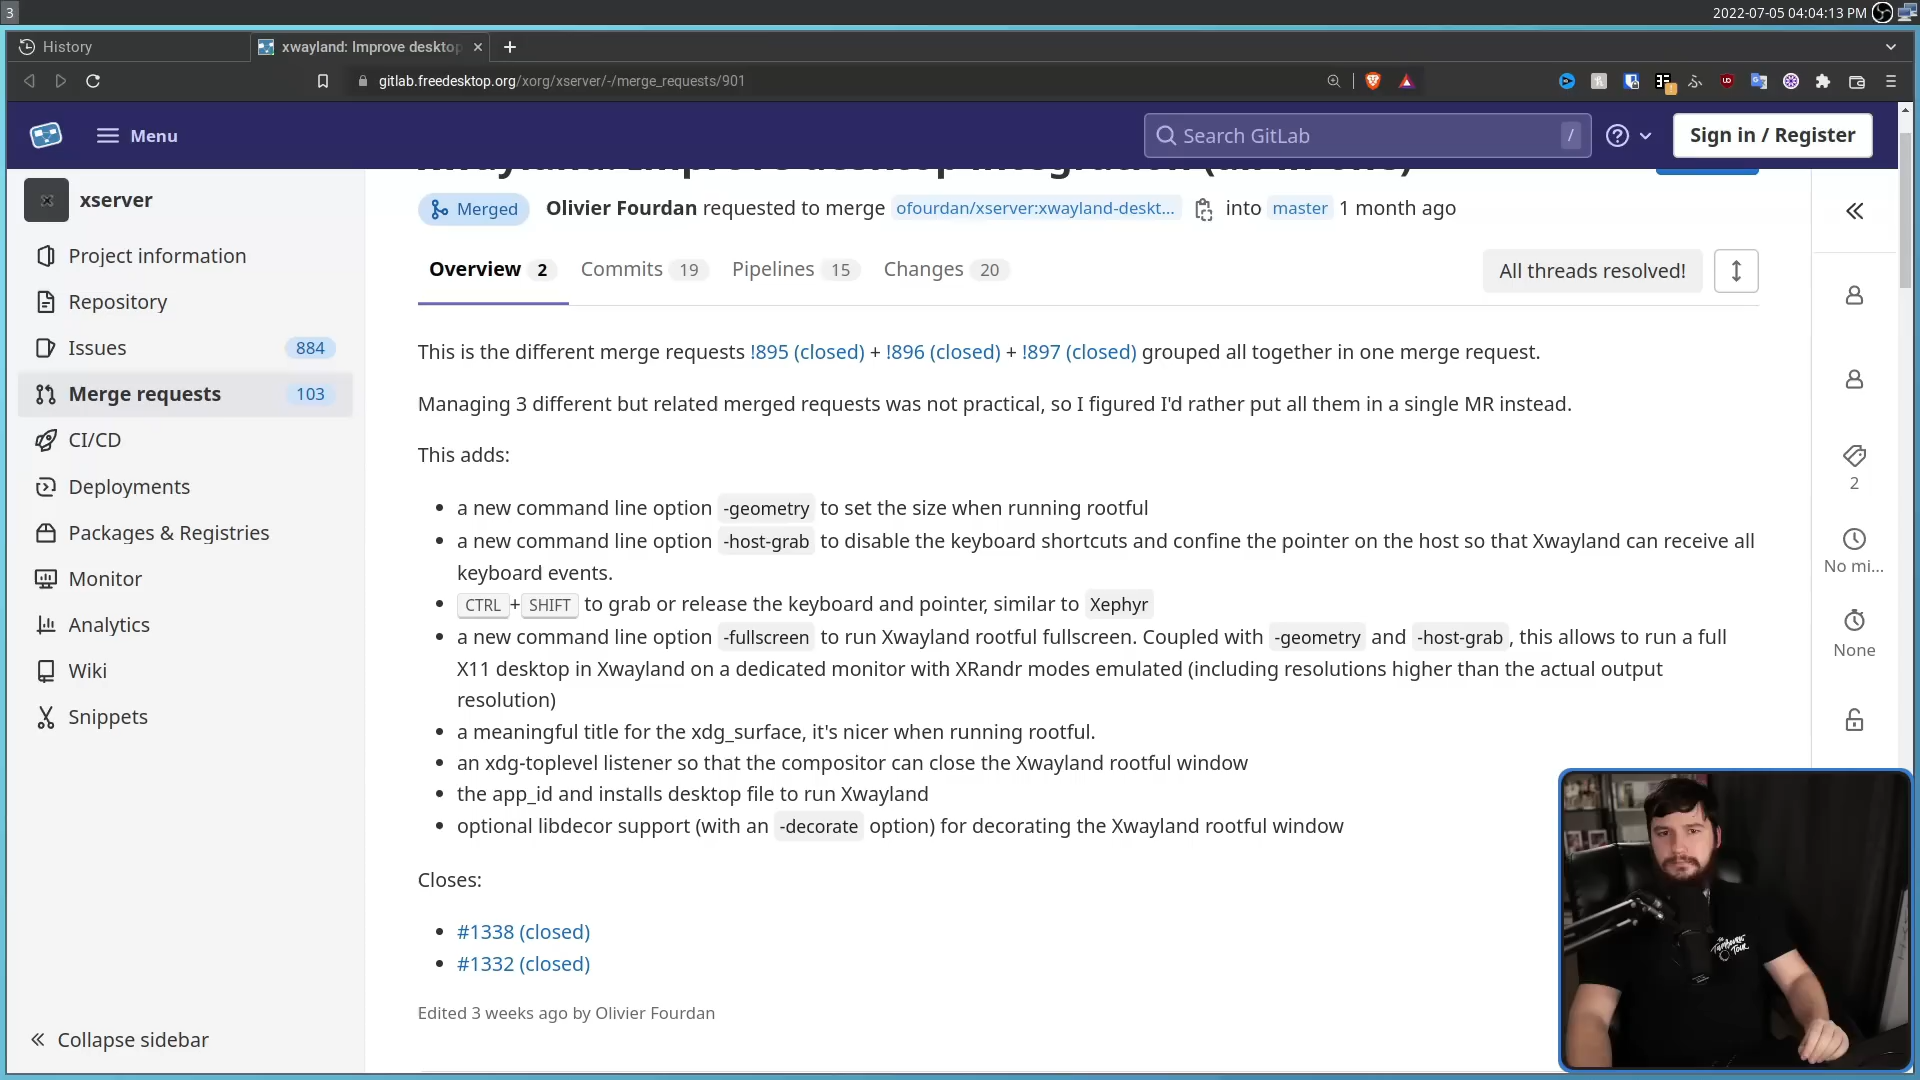 3
2022-07-05 04:04:13 PM
History
xwayland: Improve desktop
gitlab.freedesktop.org/xorg/xserver/-/merge_requests/901
Menu
Search GitLab
/
Sign in / Register
xwayland: Improve desktop integration (all in one)
xserver
Merged
Olivier Fourdan requested to merge ofourdan/xserver:xwayland-deskt... into master 1 month ago
Project information
Repository
Issues 884
Merge requests 103
CI/CD
Deployments
Packages & Registries
Monitor
Analytics
Wiki
Snippets
Collapse sidebar
Overview 2 Commits 19 Pipelines 15 Changes 20
All threads resolved!
This is the different merge requests !895 (closed) + !896 (closed) + !897 (closed) grouped all together in one merge request.
Managing 3 different but related merged requests was not practical, so I figured I'd rather put all them in a single MR instead.
This adds:
• a new command line option -geometry to set the size when running rootful
• a new command line option -host-grab to disable the keyboard shortcuts and confine the pointer on the host so that Xwayland can receive all
keyboard events.
• CTRL+SHIFT to grab or release the keyboard and pointer, similar to Xephyr
• a new command line option -fullscreen to run Xwayland rootful fullscreen. Coupled with -geometry and -host-grab, this allows to run a full
X11 desktop in Xwayland on a dedicated monitor with XRandr modes emulated (including resolutions higher than the actual output
resolution)
• a meaningful title for the xdg_surface, it's nicer when running rootful.
• an xdg-toplevel listener so that the compositor can close the Xwayland rootful window
• the app_id and installs desktop file to run Xwayland
• optional libdecor support (with an -decorate option) for decorating the Xwayland rootful window
Closes:
• #1338 (closed)
• #1332 (closed)
Edited 3 weeks ago by Olivier Fourdan
2
No mi...
None